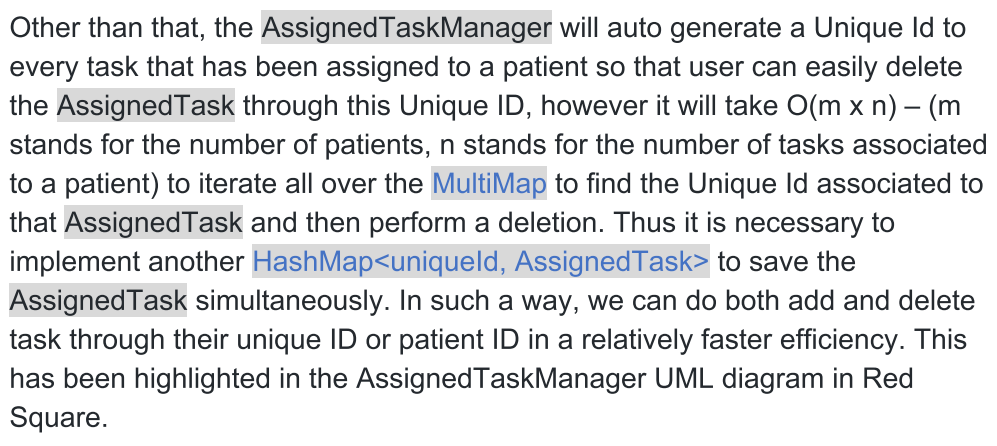 Other than that, the AssignedTaskManager will auto generate a Unique Id to
every task that has been assigned to a patient so that user can easily delete
the AssignedTask through this Unique ID, however it will take O(m x n) – (m
stands for the number of patients, n stands for the number of tasks associated
to a patient) to iterate all over the MultiMap to find the Unique Id associated to
that AssignedTask and then perform a deletion. Thus it is necessary to
implement another HashMap<uniqueId, AssignedTask> to save the
AssignedTask simultaneously. In such a way, we can do both add and delete
task through their unique ID or patient ID in a relatively faster efficiency. This
has been highlighted in the AssignedTaskManager UML diagram in Red
Square.